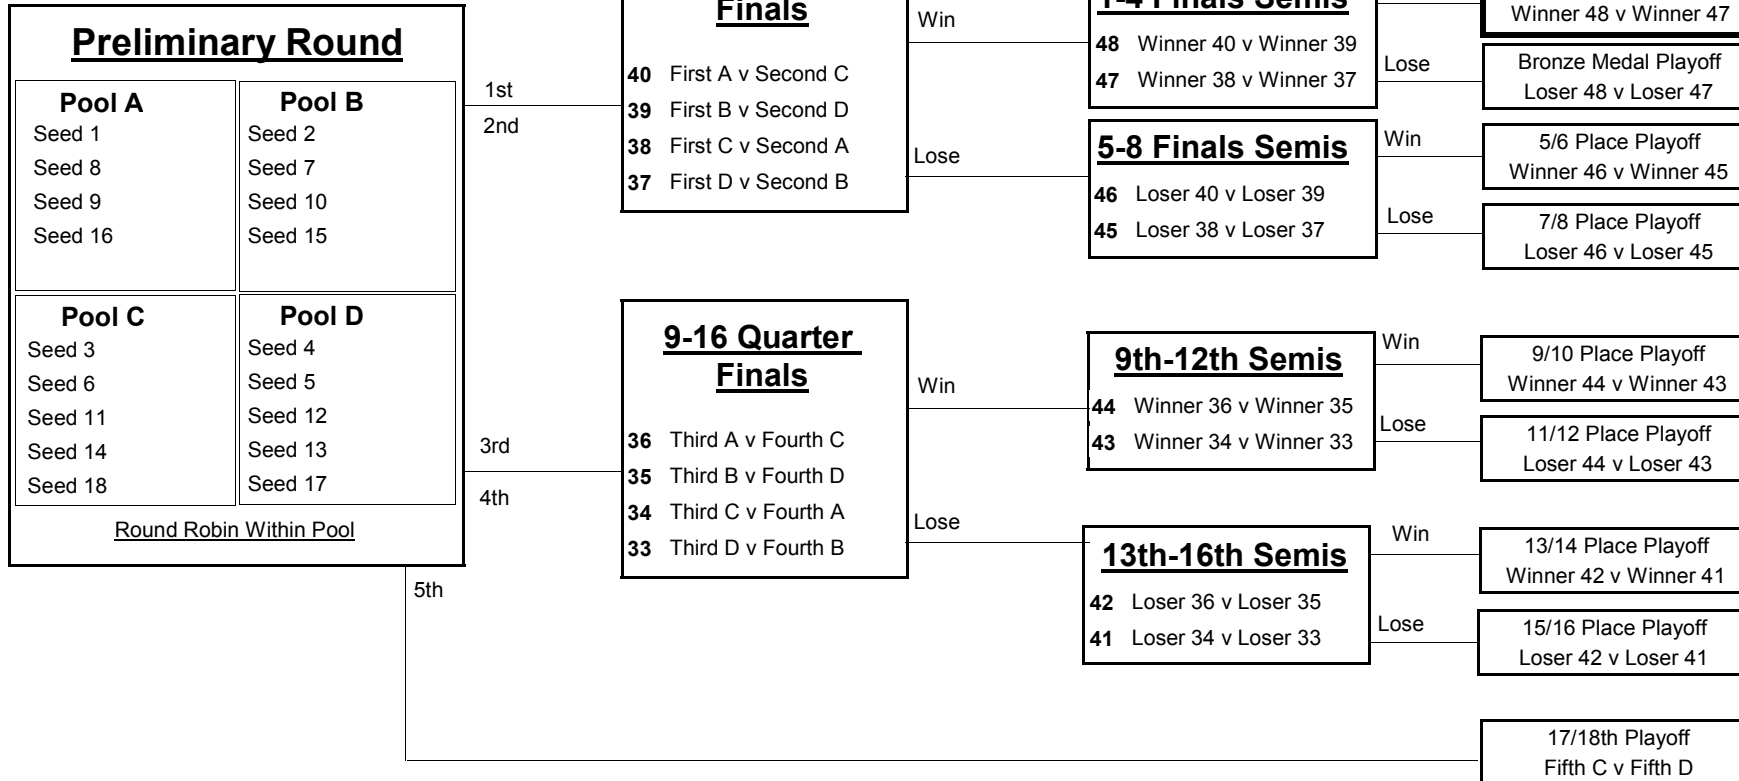 Preliminary Round
Pool A
Seed 1
Seed 8
Seed 9
Seed 16
Pool B
Seed 2
Seed 7
Seed 10
Seed 15
Pool C
Seed 3
Seed 6
Seed 11
Seed 14
Seed 18
Pool D
Seed 4
Seed 5
Seed 12
Seed 13
Seed 17
Round Robin Within Pool
1st
2nd
3rd
4th
5th
Finals
40 First A v Second C
39 First B v Second D
38 First C v Second A
37 First D v Second B
Win
Lose
9-16 Quarter
Finals
36 Third A v Fourth C
35 Third B v Fourth D
34 Third C v Fourth A
33 Third D v Fourth B
Win
Lose
1-4 Finals Semis
48 Winner 40 v Winner 39
47 Winner 38 v Winner 37
Lose
5-8 Finals Semis
46 Loser 40 v Loser 39
45 Loser 38 v Loser 37
Win
Lose
9th-12th Semis
44 Winner 36 v Winner 35
43 Winner 34 v Winner 33
Win
Lose
13th-16th Semis
42 Loser 36 v Loser 35
41 Loser 34 v Loser 33
Win
Lose
Winner 48 v Winner 47
Bronze Medal Playoff
Loser 48 v Loser 47
5/6 Place Playoff
Winner 46 v Winner 45
7/8 Place Playoff
Loser 46 v Loser 45
9/10 Place Playoff
Winner 44 v Winner 43
11/12 Place Playoff
Loser 44 v Loser 43
13/14 Place Playoff
Winner 42 v Winner 41
15/16 Place Playoff
Loser 42 v Loser 41
17/18th Playoff
Fifth C v Fifth D